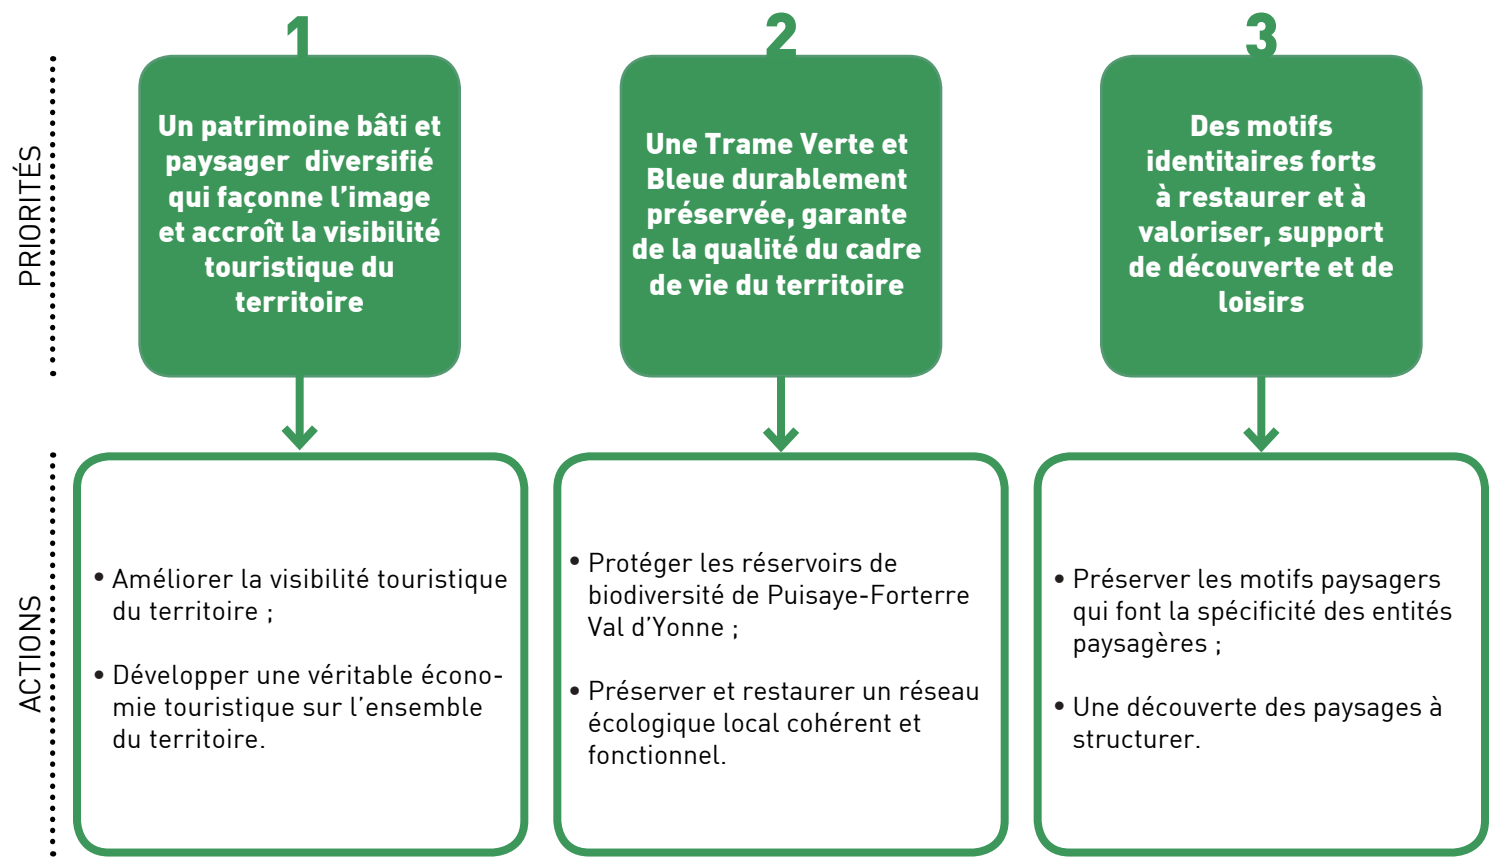 PRIORITÉS
1
Un patrimoine bâti et
paysager diversifié
qui façonne l'image
et accroît la visibilité
touristique du
territoire
2
Une Trame Verte et
Bleue durablement
préservée, garante
de la qualité du cadre
de vie du territoire
3
Des motifs
identitaires forts
à restaurer et à
valoriser, support
de découverte et de
loisirs
ACTIONS
• Améliorer la visibilité touristique
du territoire ;
• Développer une véritable écono-
mie touristique sur l'ensemble
du territoire.
• Protéger les réservoirs de
biodiversité de Puisaye-Forterre
Val d'Yonne ;
• Préserver et restaurer un réseau
écologique local cohérent et
fonctionnel.
• Préserver les motifs paysagers
qui font la spécificité des entités
paysagères ;
• Une découverte des paysages à
structurer.